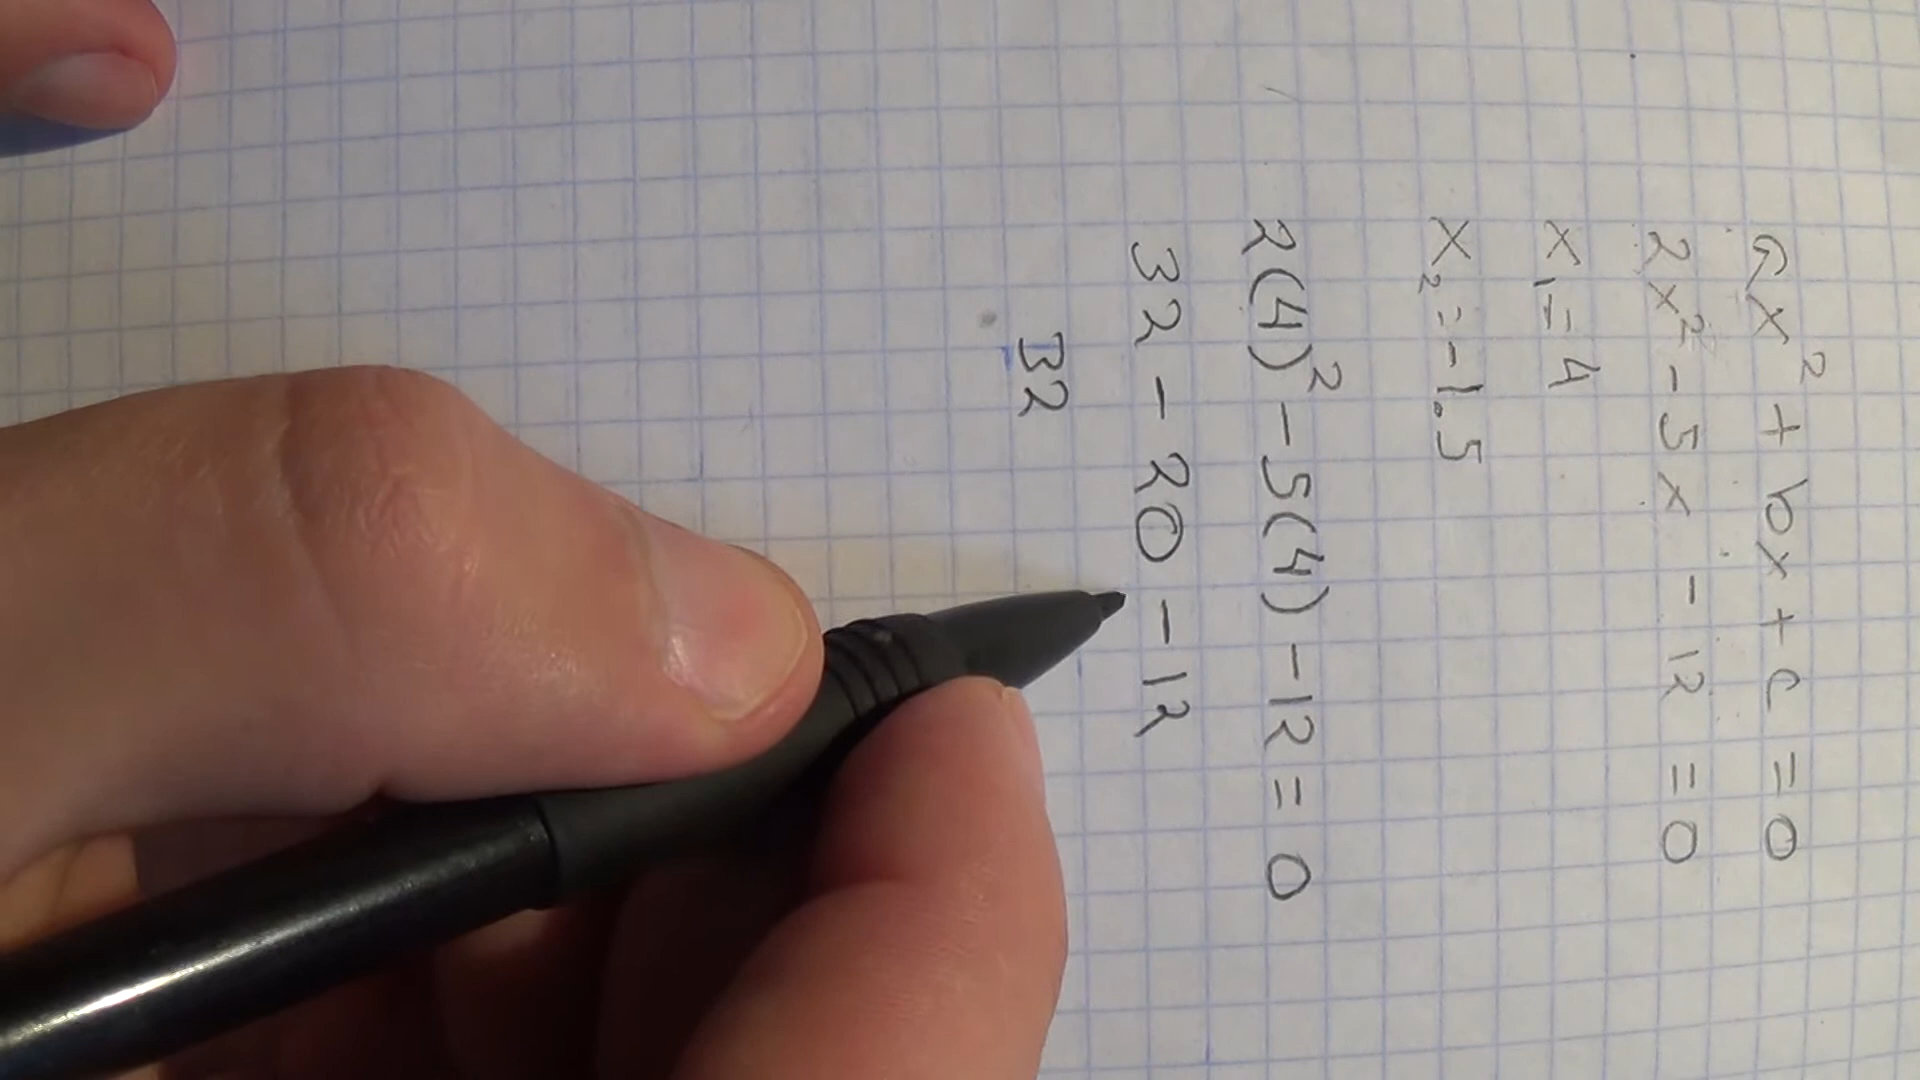 ax² + bx + c = 0
2x² - 5x - 12 = 0
x₁ = 4
x₂ = -1.5
2(4)² - 5(4) - 12 = 0
32 - 20 - 12
32